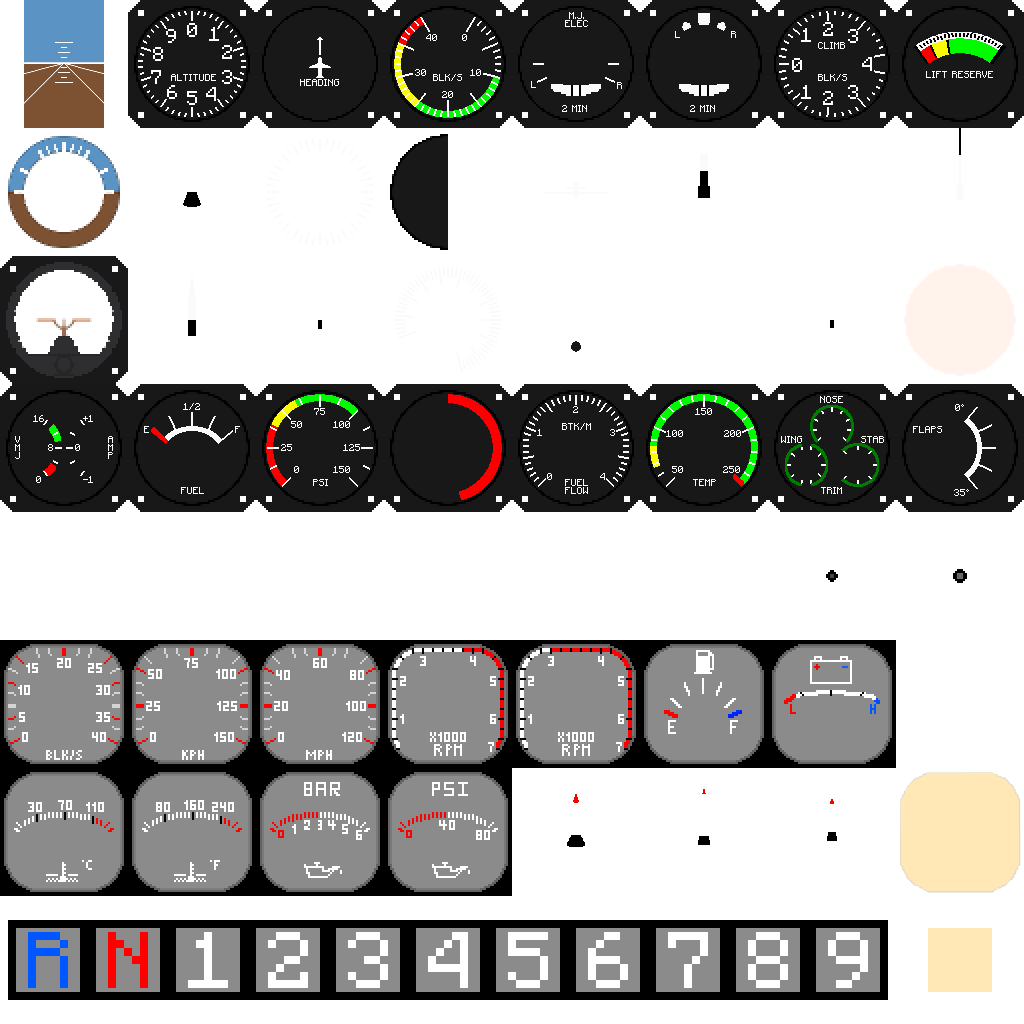 0 1 2 3 4 5 6 7 8 9
ALTITUDE
HEADING
40 0
30 10
BLK/S
20
M.J.
ELEC
L R
2 MIN
L R
2 MIN
1 2 3
CLIMB
0 4
BLK/S
1 2 3
LIFT RESERVE
16 +1
VMJ 8 0 AMP
0 -1
1/2
E F
FUEL
75
50 100
25 125
0 150
PSI
2
BTK/M
1 3
0 4
FUEL
FLOW
150
100 200
50 250
TEMP
NOSE
WING STAB
TRIM
0°
FLAPS
35°
20
15 25
10 30
5 35
0 40
BLK/S
75
50 100
25 125
0 150
KPH
60
40 80
20 100
0 120
MPH
3 4
2 5
1 6
X1000 7
RPM
3 4
2 5
1 6
X1000 7
RPM
E F
+ -
L H
30 70 110
°C
80 160 240
°F
BAR
0 1 2 3 4 5 6
PSI
0 40 80
R N 1 2 3 4 5 6 7 8 9